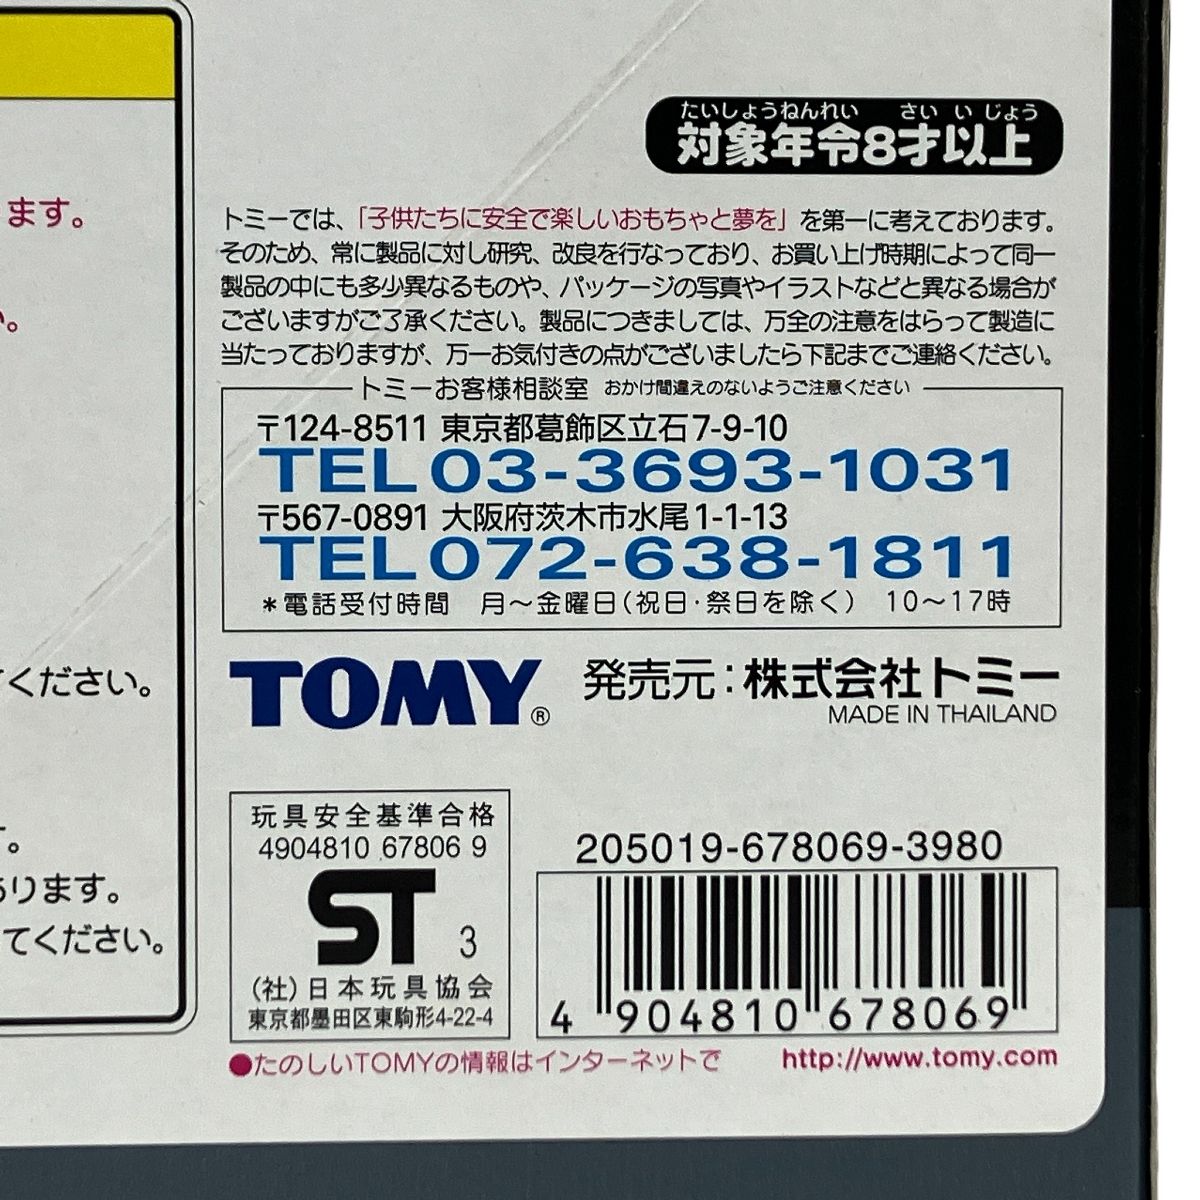 ます。
い。
ください。
す。
あります。
てください。
たいしょうねんれい さい い じょう
対象年令8才以上
トミーでは、「子供たちに安全で楽しいおもちゃと夢を」を第一に考えております。
そのため、常に製品に対し研究、改良を行なっており、お買い上げ時期によって同一
製品の中にも多少異なるものや、パッケージの写真やイラストなどと異なる場合が
ございますがご了承ください。製品につきましては、万全の注意をはらって製造に
当たっておりますが、万一お気付きの点がございましたら下記までご連絡ください。
トミーお客様相談室 おかけ間違えのないようご注意ください
〒124-8511 東京都葛飾区立石7-9-10
TEL03-3693-1031
〒567-0891 大阪府茨木市水尾1-1-13
TEL072-638-1811
*電話受付時間 月～金曜日(祝日・祭日を除く) 10～17時
TOMY® 発売元:株式会社トミー
MADE IN THAILAND
玩具安全基準合格
4904810 67806 9
ST 3
(社)日本玩具協会
東京都墨田区東駒形4-22-4
205019-678069-3980
4 904810 678069
●たのしいTOMYの情報はインターネットで http://www.tomy.com